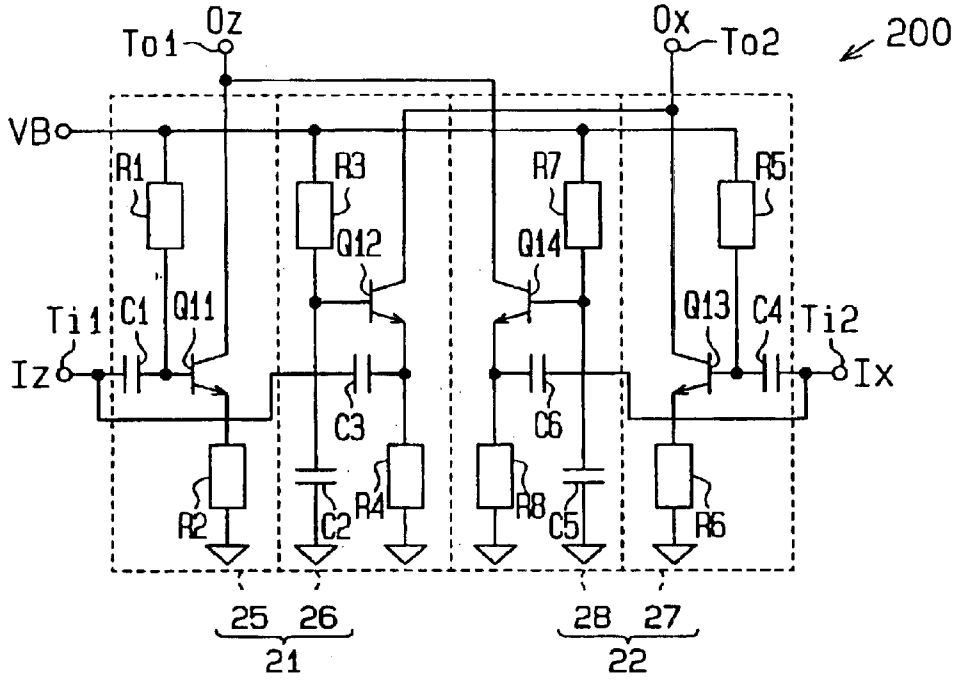 Oz
Ox
To1
To2
200
VB
R1
R3
R7
R5
Q12
Q14
Ti1
C1
Q11
Q13
C4
Ti2
Iz
Ix
C3
C6
R2
C2
R4
R8
C5
R6
25
26
28
27
21
22